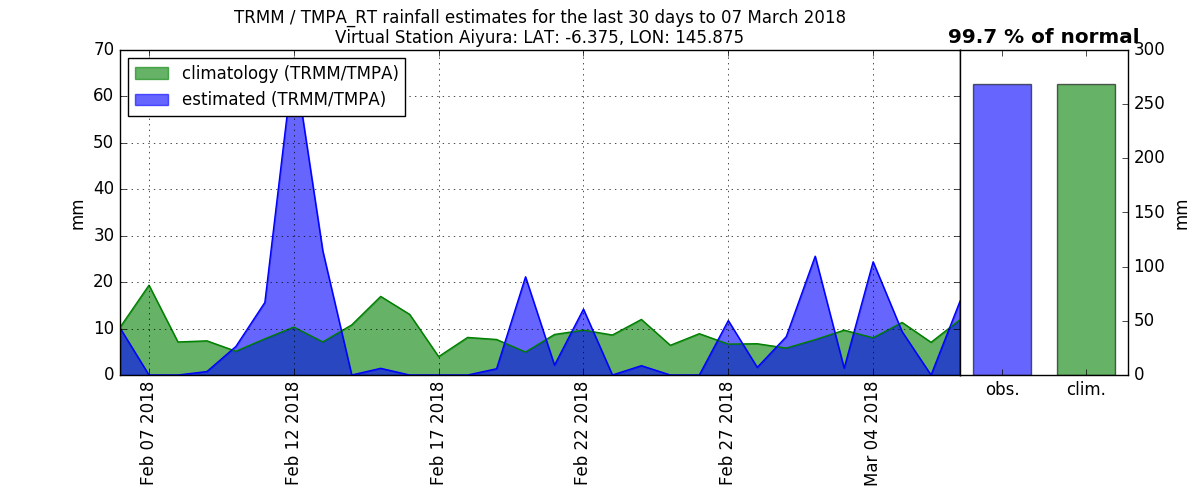 TRMM / TMPA_RT rainfall estimates for the last 30 days to 07 March 2018
Virtual Station Aiyura: LAT: -6.375, LON: 145.875
99.7 % of normal
climatology (TRMM/TMPA)
estimated (TRMM/TMPA)
70
60
50
40
30
20
10
0
mm
Feb 07 2018
Feb 12 2018
Feb 17 2018
Feb 22 2018
Feb 27 2018
Mar 04 2018
obs.
clim.
300
250
200
150
100
50
0
mm